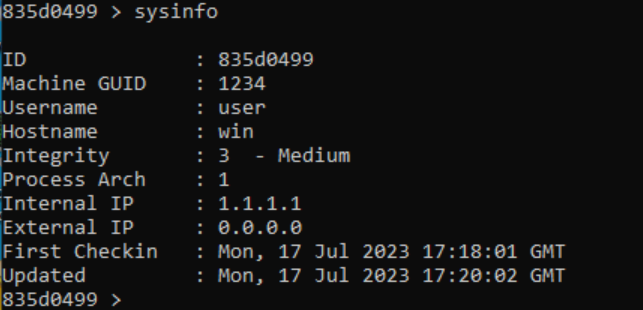 835d0499 > sysinfo
ID : 835d0499
Machine GUID : 1234
Username : user
Hostname : win
Integrity : 3 - Medium
Process Arch : 1
Internal IP : 1.1.1.1
External IP : 0.0.0.0
First Checkin : Mon, 17 Jul 2023 17:18:01 GMT
Updated : Mon, 17 Jul 2023 17:20:02 GMT
835d0499 >